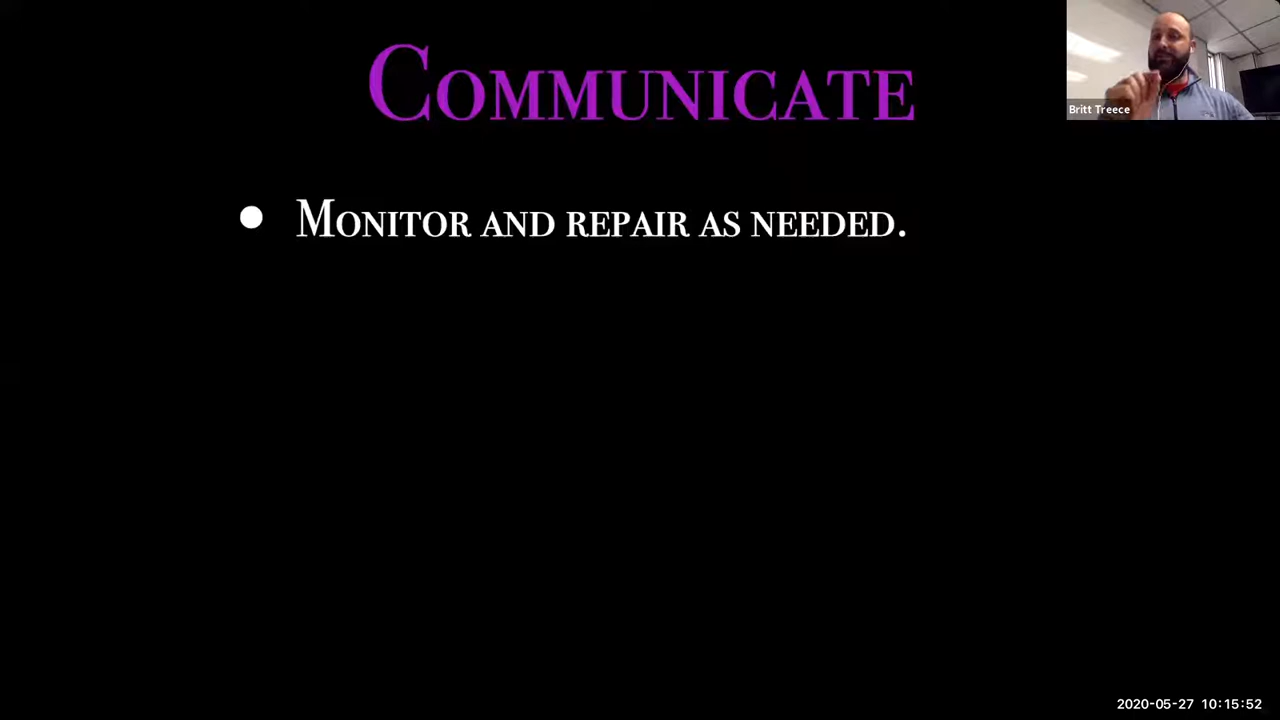 Communicate
Britt Treece
• Monitor and repair as needed.
2020-05-27 10:15:52